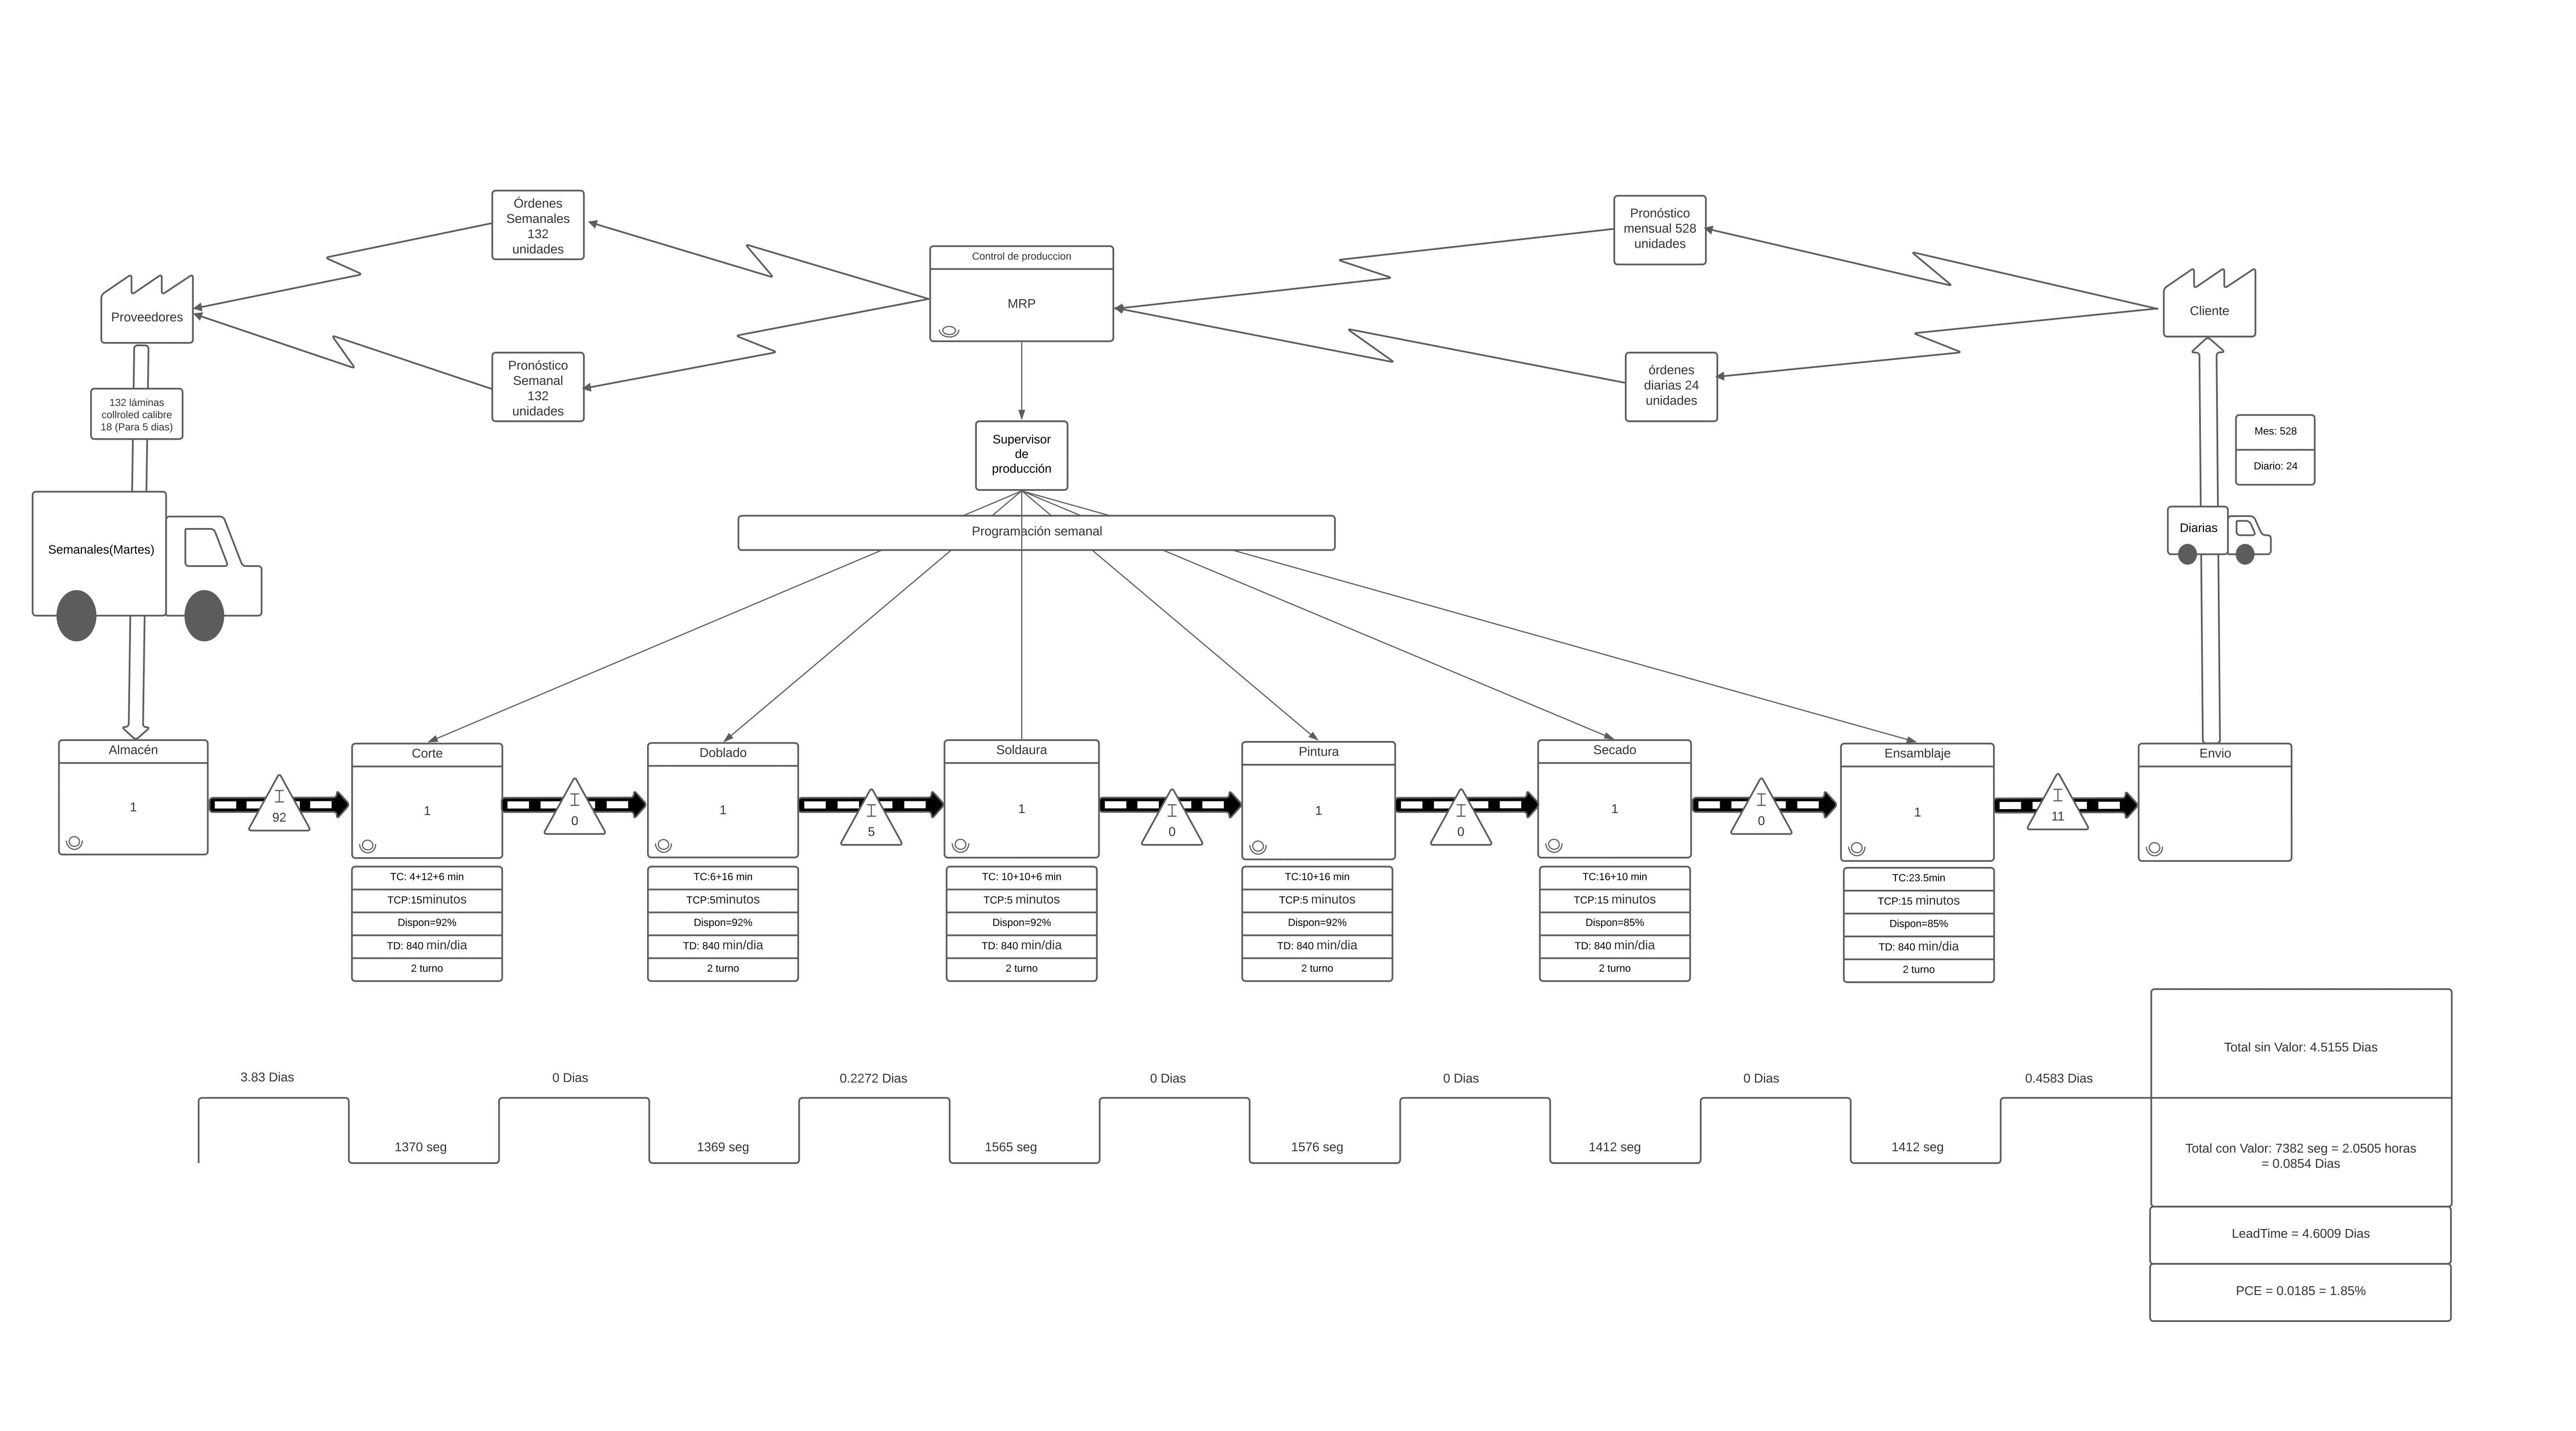 Órdenes
Semanales
132
unidades
Pronóstico
mensual 528
unidades
Control de produccion
MRP
Proveedores
Cliente
Pronóstico
Semanal
132
unidades
órdenes
diarias 24
unidades
132 láminas
collroled calibre
18 (Para 5 dias)
Supervisor
de
producción
Mes: 528
Diario: 24
Semanales(Martes)
Programación semanal
Diarias
Almacén
1
92
Corte
1
0
Doblado
1
5
Soldaura
1
0
Pintura
1
0
Secado
1
0
Ensamblaje
1
11
Envio
TC: 4+12+6 min
TCP:15minutos
Dispon=92%
TD: 840 min/dia
2 turno
TC:6+16 min
TCP:5minutos
Dispon=92%
TD: 840 min/dia
2 turno
TC: 10+10+6 min
TCP:5 minutos
Dispon=92%
TD: 840 min/dia
2 turno
TC:10+16 min
TCP:5 minutos
Dispon=92%
TD: 840 min/dia
2 turno
TC:16+10 min
TCP:15 minutos
Dispon=85%
TD: 840 min/dia
2 turno
TC:23.5min
TCP:15 minutos
Dispon=85%
TD: 840 min/dia
2 turno
3.83 Dias
0 Dias
0.2272 Dias
0 Dias
0 Dias
0 Dias
0.4583 Dias
1370 seg
1369 seg
1565 seg
1576 seg
1412 seg
1412 seg
Total sin Valor: 4.5155 Dias
Total con Valor: 7382 seg = 2.0505 horas
= 0.0854 Dias
LeadTime = 4.6009 Dias
PCE = 0.0185 = 1.85%